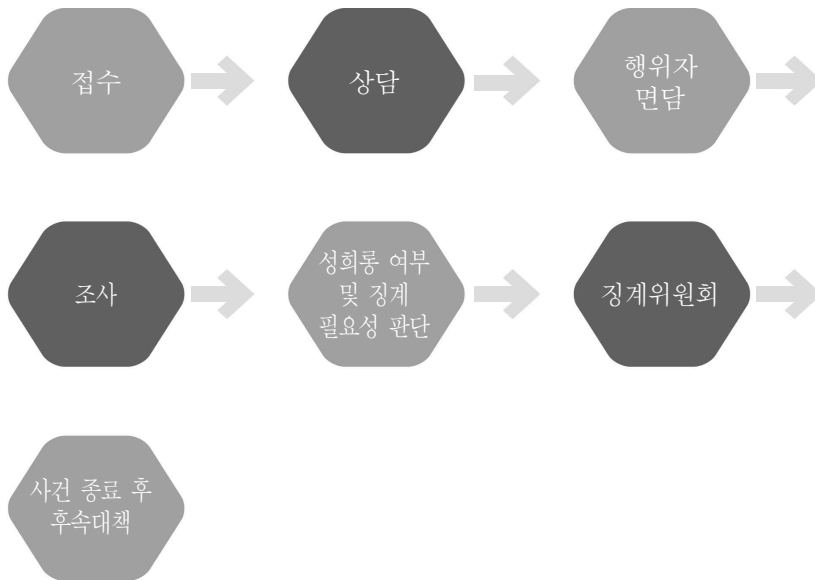 접수
상담
행위자
면담
조사
성희롱 여부
및 징계
필요성 판단
징계위원회
사건 종료 후
후속대책